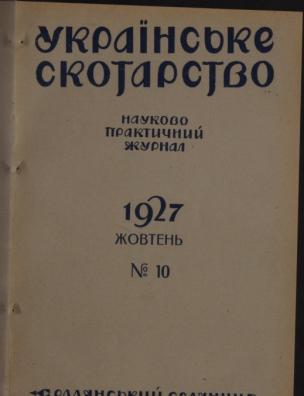 УКРАЇНСЬКЕ
СКОТАРСТВО
НАУКОВО
ПРАКТИЧНИЙ
ЖУРНАЛ
1927
ЖОВТЕНЬ
№ 10